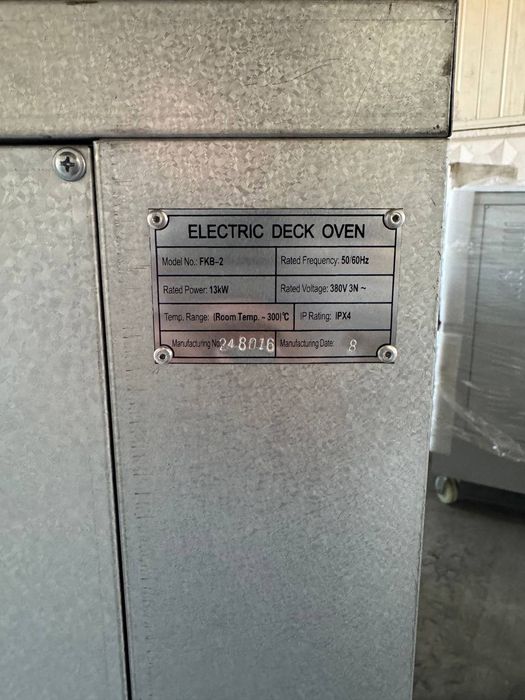 ELECTRIC DECK OVEN
Model No.: FKB-2 Rated Frequency: 50/60Hz
Rated Power: 13kW Rated Voltage: 380V 3N ~
Temp. Range: (Room Temp. ~ 300)℃ IP Rating: IPX4
Manufacturing No.: 248016 Manufacturing Date: 8